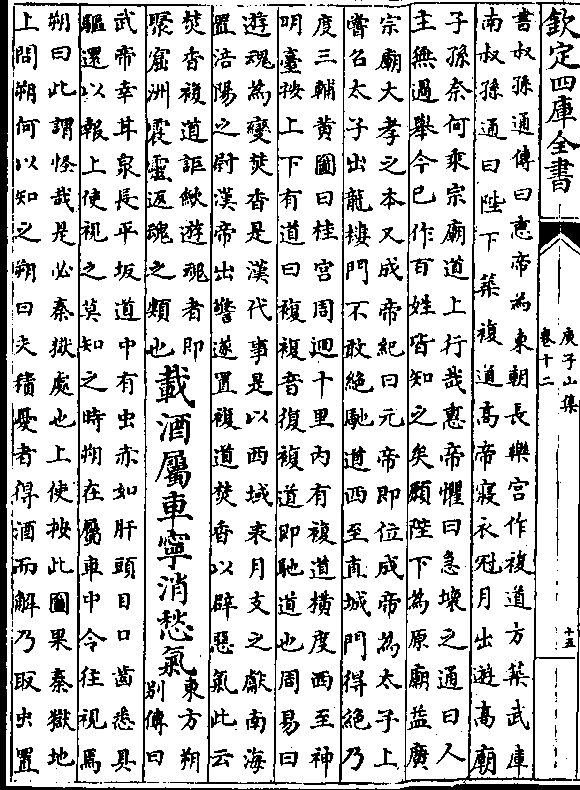 欽定四庫全書
庾子山集
卷十二
十五
書叔孫通傳曰惠帝為東朝長樂宮作複道方築武庫
南叔孫通曰陛下築複道高帝寢衣冠月出遊高廟
子孫奈何乘宗廟道上行哉惠帝懼曰急壞之通曰人
主無過舉今已作百姓皆知之矣願陛下為原廟益廣
宗廟大孝之本又成帝紀曰元帝即位成帝為太子上
嘗召太子出龍樓門不敢絶馳道西至直城門得絶乃
度三輔黄圖曰桂宮周迴十里内有複道橫度西至神
明臺按上下有道曰複複音復複道即馳道也周易曰
遊魂為變焚香是漢代事是以西域表月支之獻南海
置涪陽之尉漢帝出警遂置複道焚香以辟惡氣此云
焚香複道詎歛遊魂者即
聚窟洲震靈返魂之類也
載酒屬車寧消愁氣
東方朔
别傳曰
武帝幸甘泉長平坂道中有虫赤如肝頭目口齒悉具
驅還以報上使視之莫知之時朔在屬車中令往視焉
朔曰此謂怪哉是必秦獄處也上使按此圖果秦獄地
上問朔何以知之朔曰夫積憂者得酒而解乃取虫置